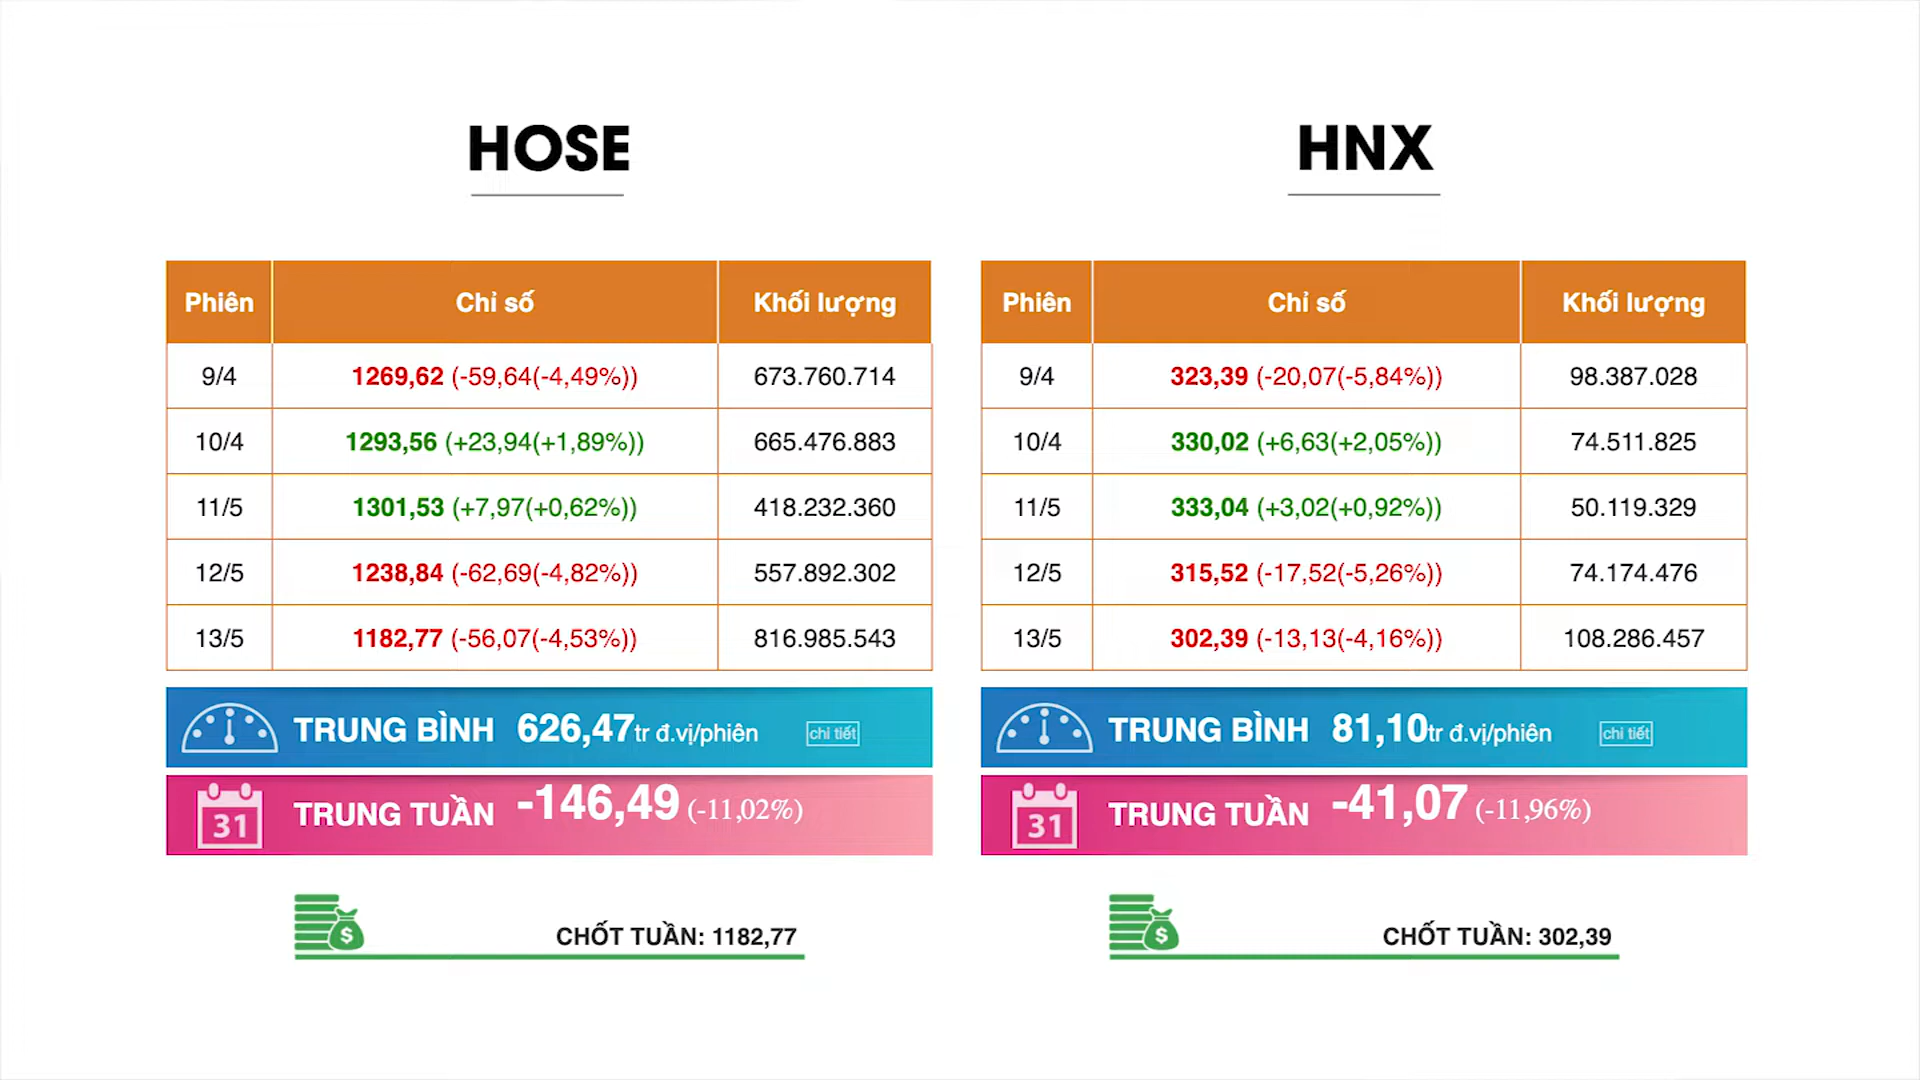 HOSE
Phiên Chỉ số Khối lượng
9/4 1269,62 (-59,64(-4,49%)) 673.760.714
10/4 1293,56 (+23,94(+1,89%)) 665.476.883
11/5 1301,53 (+7,97(+0,62%)) 418.232.360
12/5 1238,84 (-62,69(-4,82%)) 557.892.302
13/5 1182,77 (-56,07(-4,53%)) 816.985.543
TRUNG BÌNH 626,47tr đ.vị/phiên chi tiết
31 TRUNG TUẦN -146,49 (-11,02%)
$ CHỐT TUẦN: 1182,77
HNX
Phiên Chỉ số Khối lượng
9/4 323,39 (-20,07(-5,84%)) 98.387.028
10/4 330,02 (+6,63(+2,05%)) 74.511.825
11/5 333,04 (+3,02(+0,92%)) 50.119.329
12/5 315,52 (-17,52(-5,26%)) 74.174.476
13/5 302,39 (-13,13(-4,16%)) 108.286.457
TRUNG BÌNH 81,10tr đ.vị/phiên chi tiết
31 TRUNG TUẦN -41,07 (-11,96%)
$ CHỐT TUẦN: 302,39